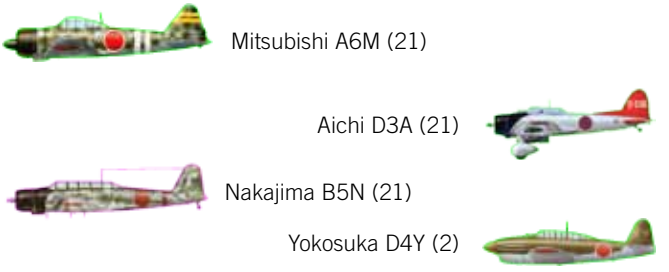 Mitsubishi A6M (21)
Aichi D3A (21)
Nakajima B5N (21)
Yokosuka D4Y (2)